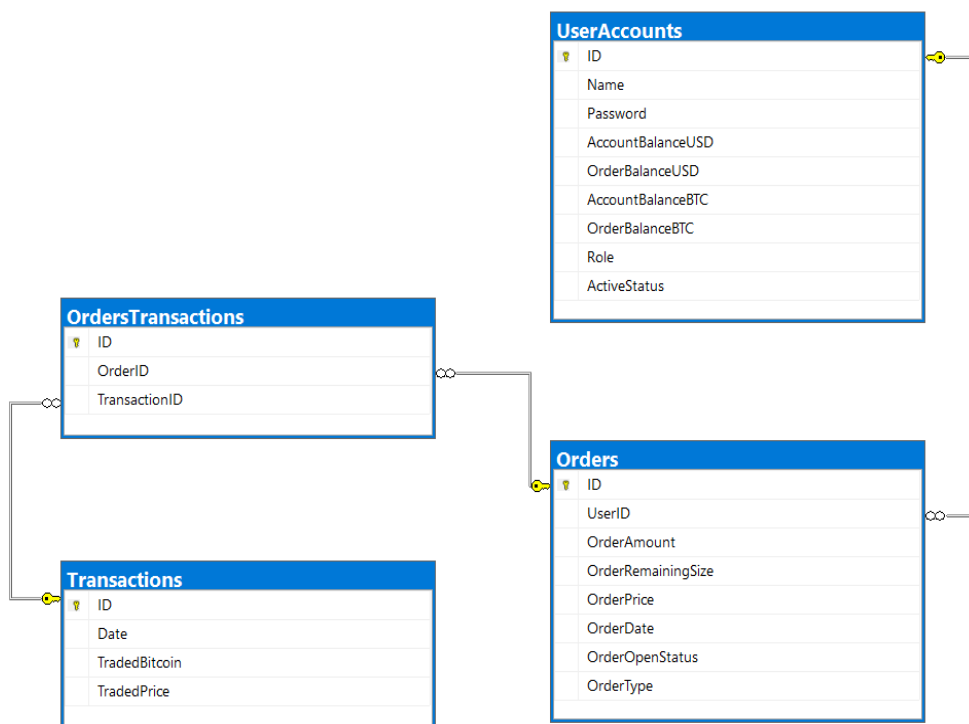 UserAccounts
ID
Name
Password
AccountBalanceUSD
OrderBalanceUSD
AccountBalanceBTC
OrderBalanceBTC
Role
ActiveStatus
OrdersTransactions
ID
OrderID
TransactionID
Orders
ID
UserID
OrderAmount
OrderRemainingSize
OrderPrice
OrderDate
OrderOpenStatus
OrderType
Transactions
ID
Date
TradedBitcoin
TradedPrice